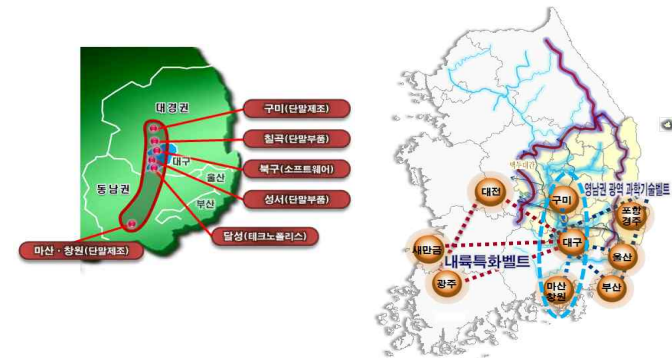 대경권
구미(단말제조)
칠곡(단말부품)
대구
북구(소프트웨어)
동남권
울산
성서(단말부품)
부산
달성(테크노폴리스)
마산·창원(단말제조)
백두대간
영남권 광역 과학기술벨트
대전
구미
포항
경주
새만금
대구
울산
내륙특화벨트
광주
마산
창원
부산